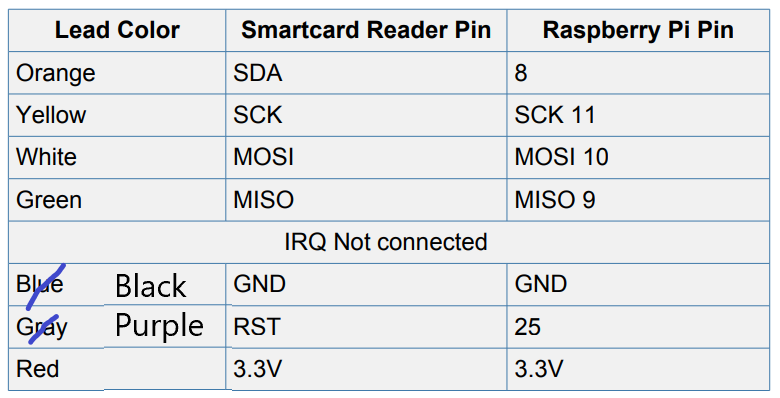 Lead Color Smartcard Reader Pin Raspberry Pi Pin
Orange SDA 8
Yellow SCK SCK 11
White MOSI MOSI 10
Green MISO MISO 9
IRQ Not connected
Blue Black GND GND
Gray Purple RST 25
Red 3.3V 3.3V